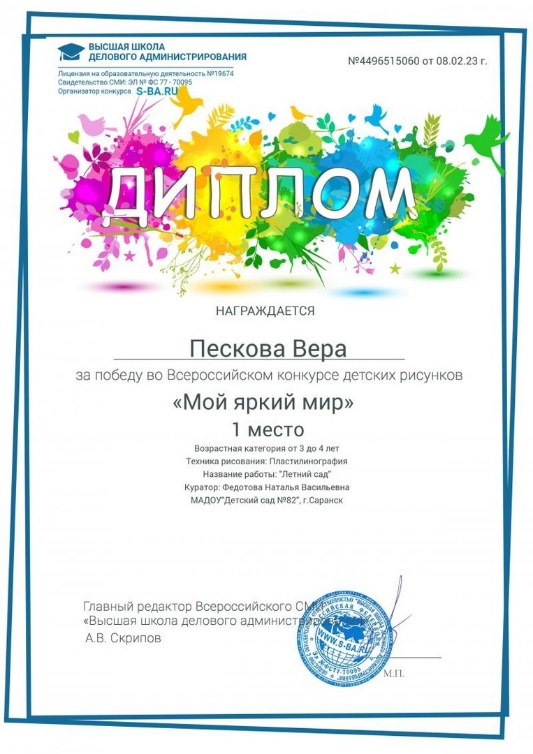 ВЫСШАЯ ШКОЛА
ДЕЛОВОГО АДМИНИСТРИРОВАНИЯ
№4496515060 от 08.02.23 г.
Лицензия на образовательную деятельность №19674
Свидетельство СМИ: ЭЛ № ФС 77 - 70095
Организатор конкурса S-BA.RU
ДИПЛОМ
НАГРАЖДАЕТСЯ
Пескова Вера
за победу во Всероссийском конкурсе детских рисунков
«Мой яркий мир»
1 место
Возрастная категория от 3 до 4 лет
Техника рисования: Пластилинография
Название работы: "Летний сад"
Куратор: Федотова Наталья Васильевна
МАДОУ"Детский сад №82", г.Саранск
Главный редактор Всероссийского СМИ
«Высшая школа делового администрирования»
А.В. Скрипов
WWW.S-BA.RU
М.П.